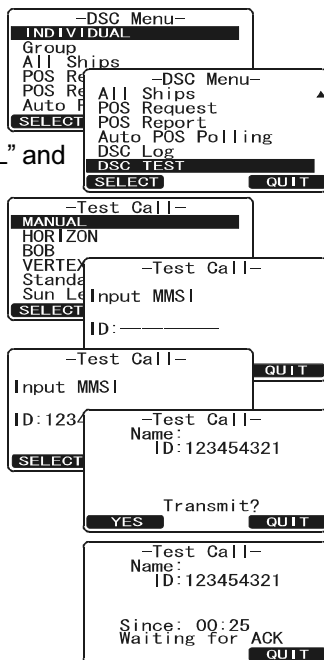 -DSC Menu-
INDIVIDUAL
Group
All Ships
POS Re
POS Re
Auto P
SELECT
-DSC Menu-
All Ships
POS Request
POS Report
Auto POS Polling
DSC Log
DSC TEST
SELECT QUIT
" and
-Test Call-
MANUAL
HORIZON
BOB
VERTEX
Standa
Sun Le
SELECT
-Test Call-
Input MMSI
ID:---------
QUIT
-Test Call-
Input MMSI
ID:1234
SELECT
-Test Call-
Name:
ID:123454321
Transmit?
YES QUIT
-Test Call-
Name:
ID:123454321
Since: 00:25
Waiting for ACK
QUIT